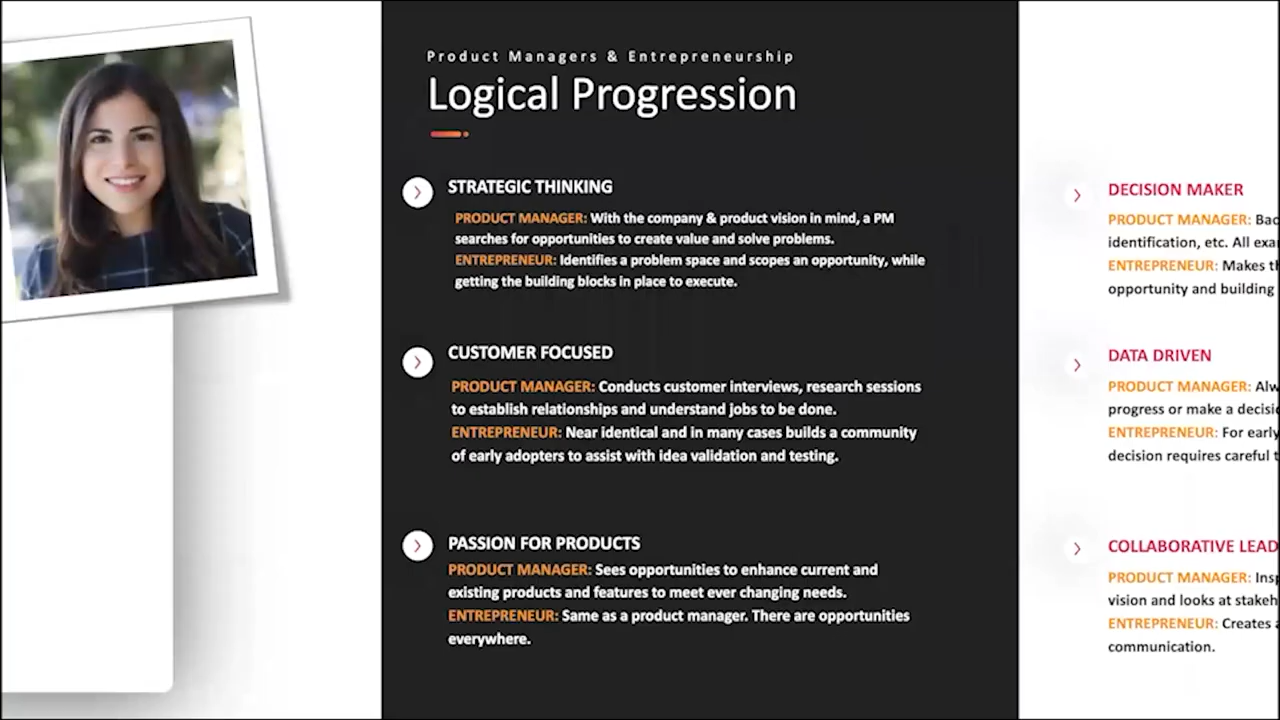 Product Managers & Entrepreneurship
Logical Progression
STRATEGIC THINKING
PRODUCT MANAGER: With the company & product vision in mind, a PM
searches for opportunities to create value and solve problems.
ENTREPRENEUR: Identifies a problem space and scopes an opportunity, while
getting the building blocks in place to execute.
CUSTOMER FOCUSED
PRODUCT MANAGER: Conducts customer interviews, research sessions
to establish relationships and understand jobs to be done.
ENTREPRENEUR: Near identical and in many cases builds a community
of early adopters to assist with idea validation and testing.
PASSION FOR PRODUCTS
PRODUCT MANAGER: Sees opportunities to enhance current and
existing products and features to meet ever changing needs.
ENTREPRENEUR: Same as a product manager. There are opportunities
everywhere.
DECISION MAKER
PRODUCT MANAGER:
identification, etc. All
ENTREPRENEUR: Makes
opportunity and building
DATA DRIVEN
PRODUCT MANAGER:
progress or make a
ENTREPRENEUR: For early
decision requires careful
COLLABORATIVE
PRODUCT MANAGER:
vision and looks at
ENTREPRENEUR: Creates
communication.